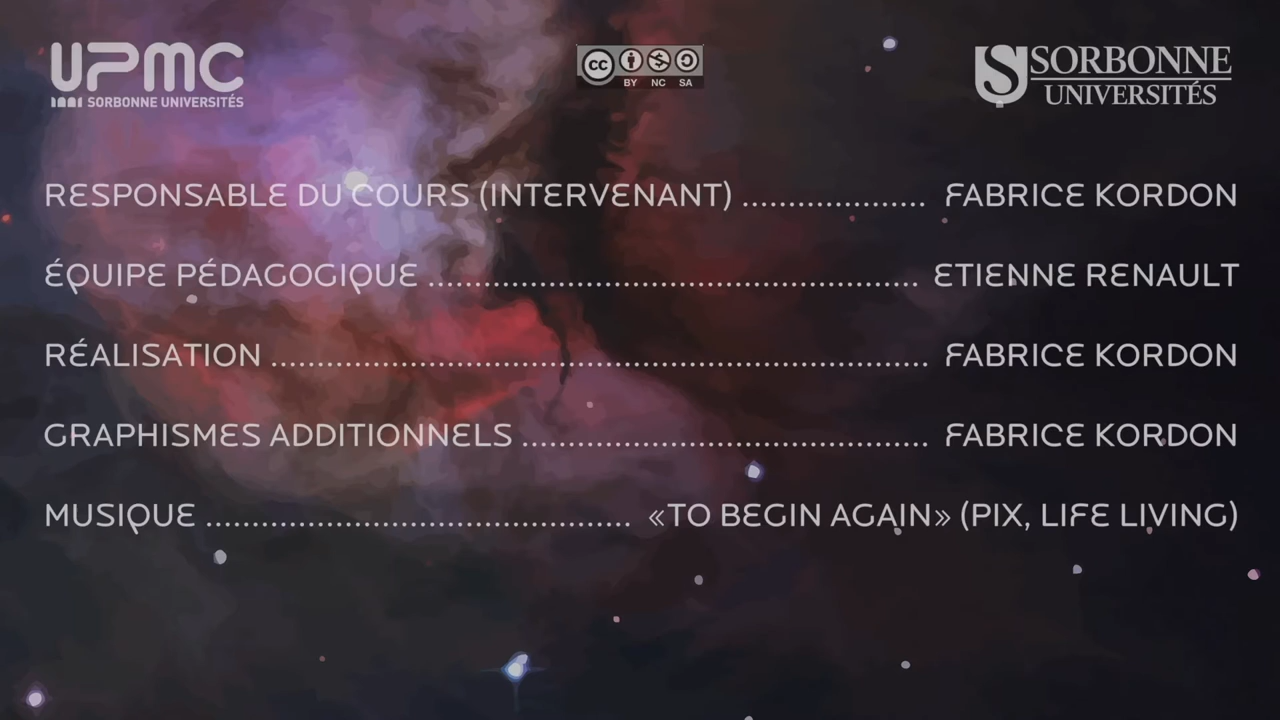 UPMC
SORBONNE UNIVERSITÉS
cc
BY NC SA
SORBONNE
UNIVERSITÉS
RESPONSABLE DU COURS (INTERVENANT) .................... FABRICE KORDON
ÉQUIPE PÉDAGOGIQUE .................................................... ETIENNE RENAULT
RÉALISATION ...................................................................... FABRICE KORDON
GRAPHISMES ADDITIONNELS ........................................... FABRICE KORDON
MUSIQUE ............................................. «TO BEGIN AGAIN» (PIX, LIFE LIVING)